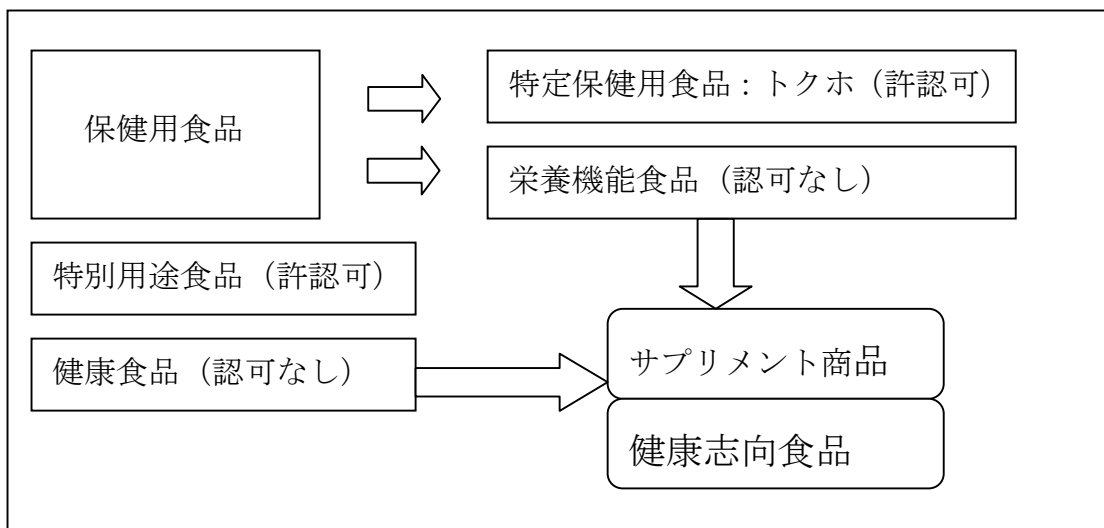 保健用食品
特定保健用食品：トクホ（許認可）
栄養機能食品（認可なし）
特別用途食品（許認可）
健康食品（認可なし）
サプリメント商品
健康志向食品